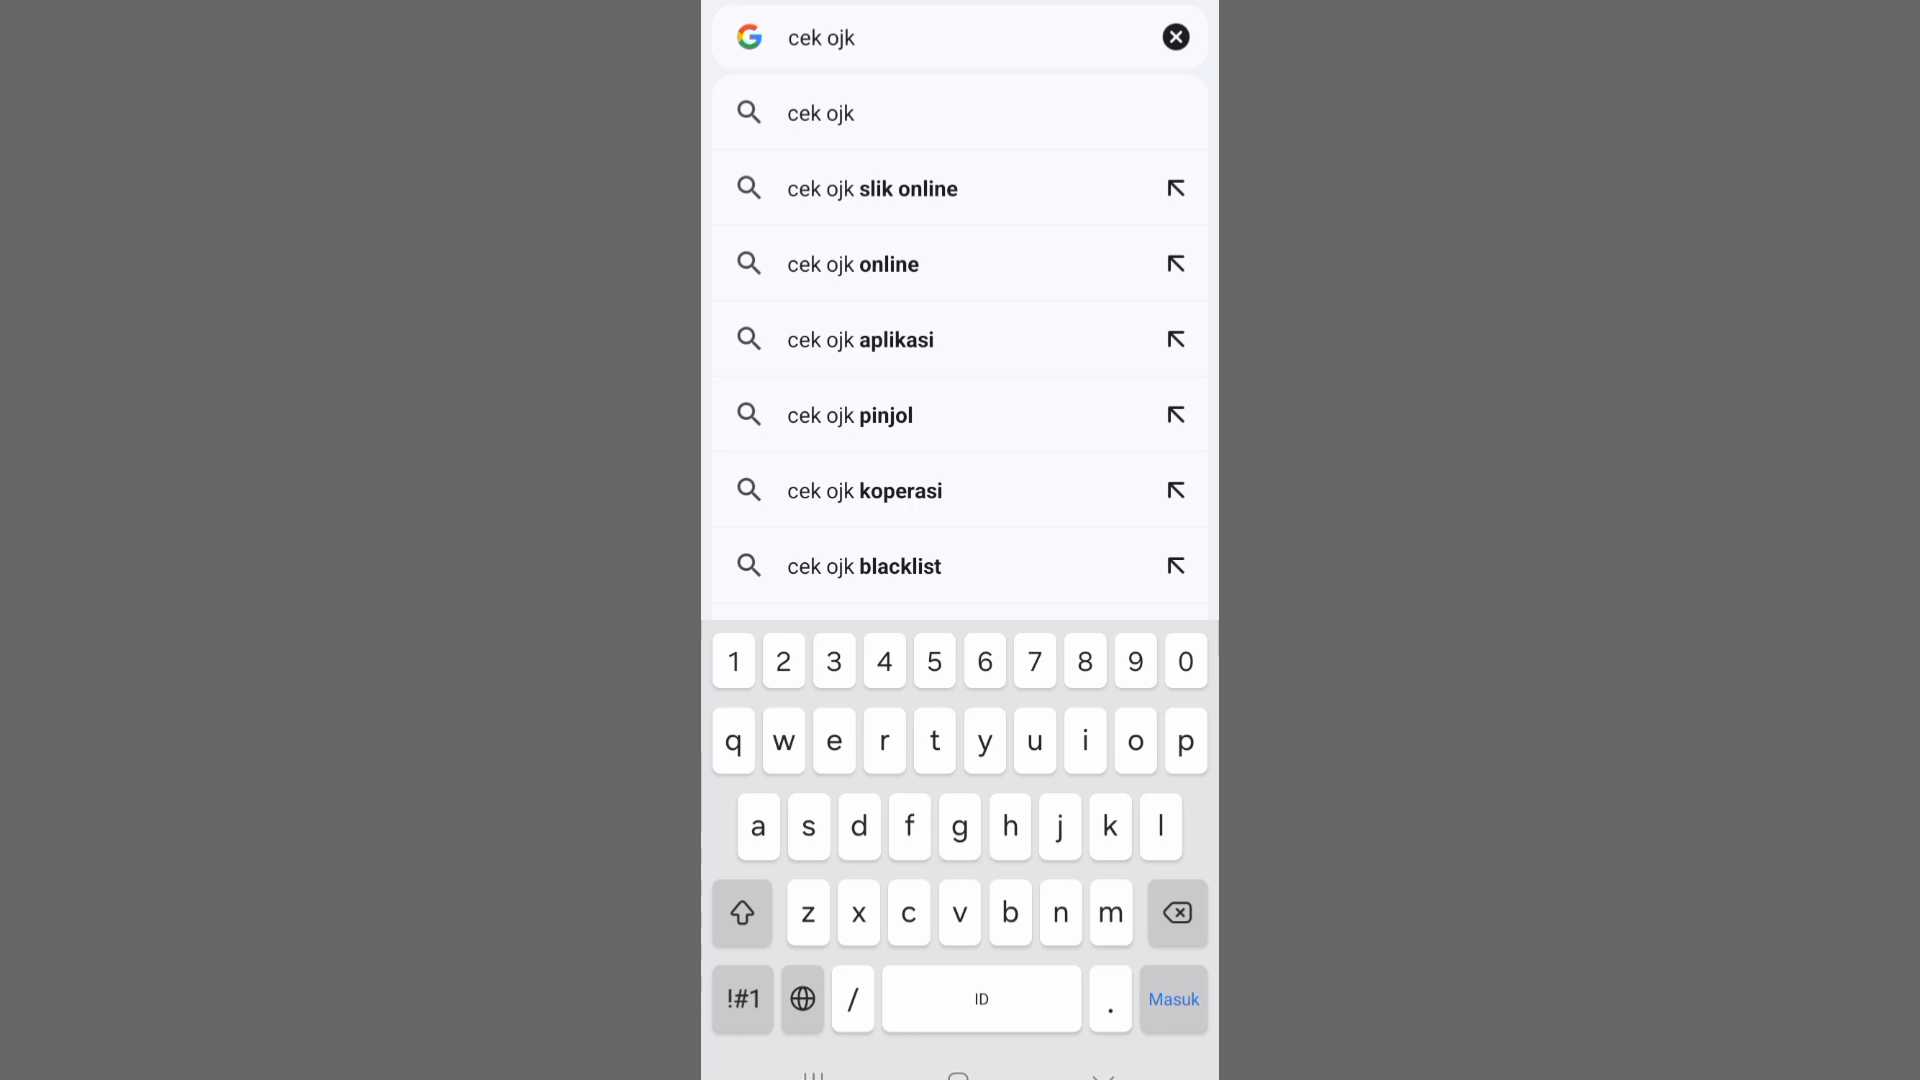 cek ojk
cek ojk
cek ojk slik online
cek ojk online
cek ojk aplikasi
cek ojk pinjol
cek ojk koperasi
cek ojk blacklist
1 2 3 4 5 6 7 8 9 0
q w e r t y u i o p
a s d f g h j k l
z x c v b n m
!#1 / ID . Masuk